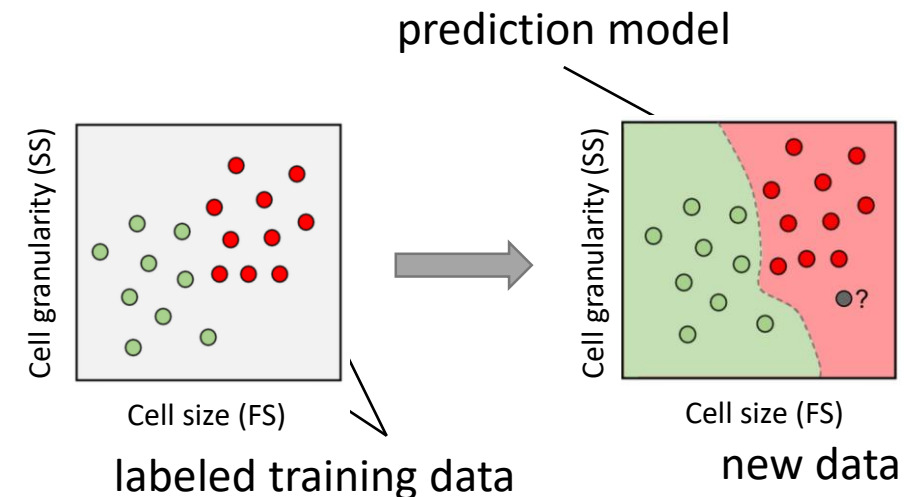 prediction model
Cell granularity (SS)
Cell granularity (SS)
?
Cell size (FS)
Cell size (FS)
labeled training data
new data